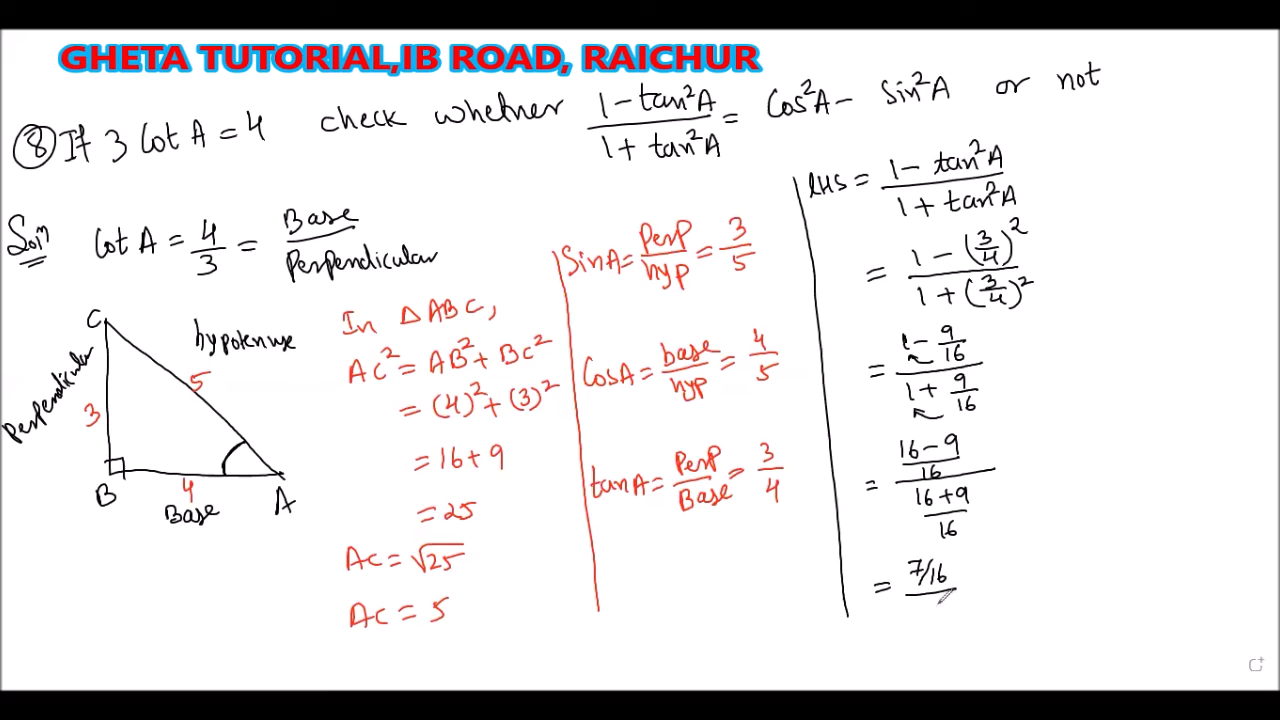 GHETA TUTORIAL,IB ROAD, RAICHUR
⑧ If 3 Cot A = 4 check whether (1 - tan²A)/(1 + tan²A) = Cos²A - Sin²A or not
Soln Cot A = 4/3 = Base/Perpendicular
C
hypotenuse
Perpendicular
5
3
B
4
Base
A
In △ABC,
AC² = AB² + BC²
= (4)² + (3)²
= 16 + 9
= 25
AC = √25
AC = 5
SinA = Perp/hyp = 3/5
CosA = base/hyp = 4/5
tanA = Perp/Base = 3/4
LHS = (1 - tan²A)/(1 + tan²A)
= (1 - (3/4)²)/(1 + (3/4)²)
= (1 - 9/16)/(1 + 9/16)
= ((16 - 9)/16)/((16 + 9)/16)
= 7/16